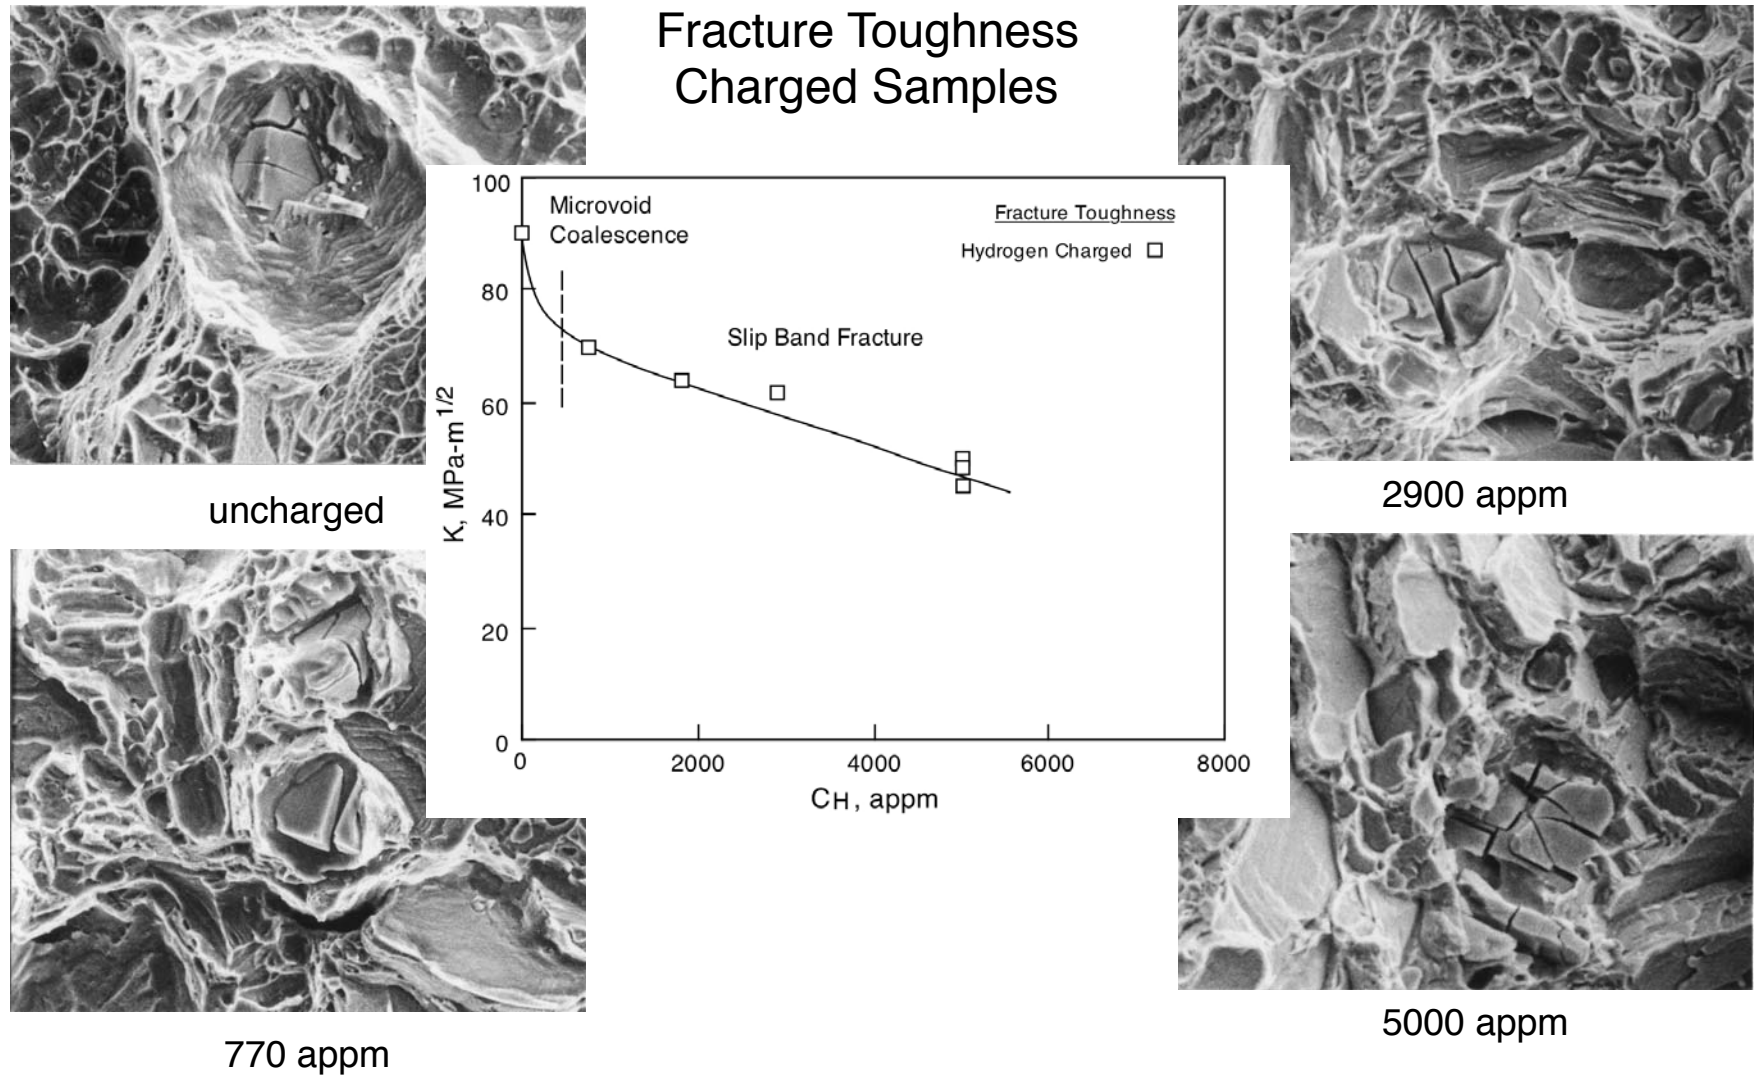 Fracture Toughness
Charged Samples
uncharged
770 appm
100
80
60
40
20
0
K, MPa-m1/2
Microvoid
Coalescence
Fracture Toughness
Hydrogen Charged
Slip Band Fracture
0 2000 4000 6000 8000
CH, appm
2900 appm
5000 appm